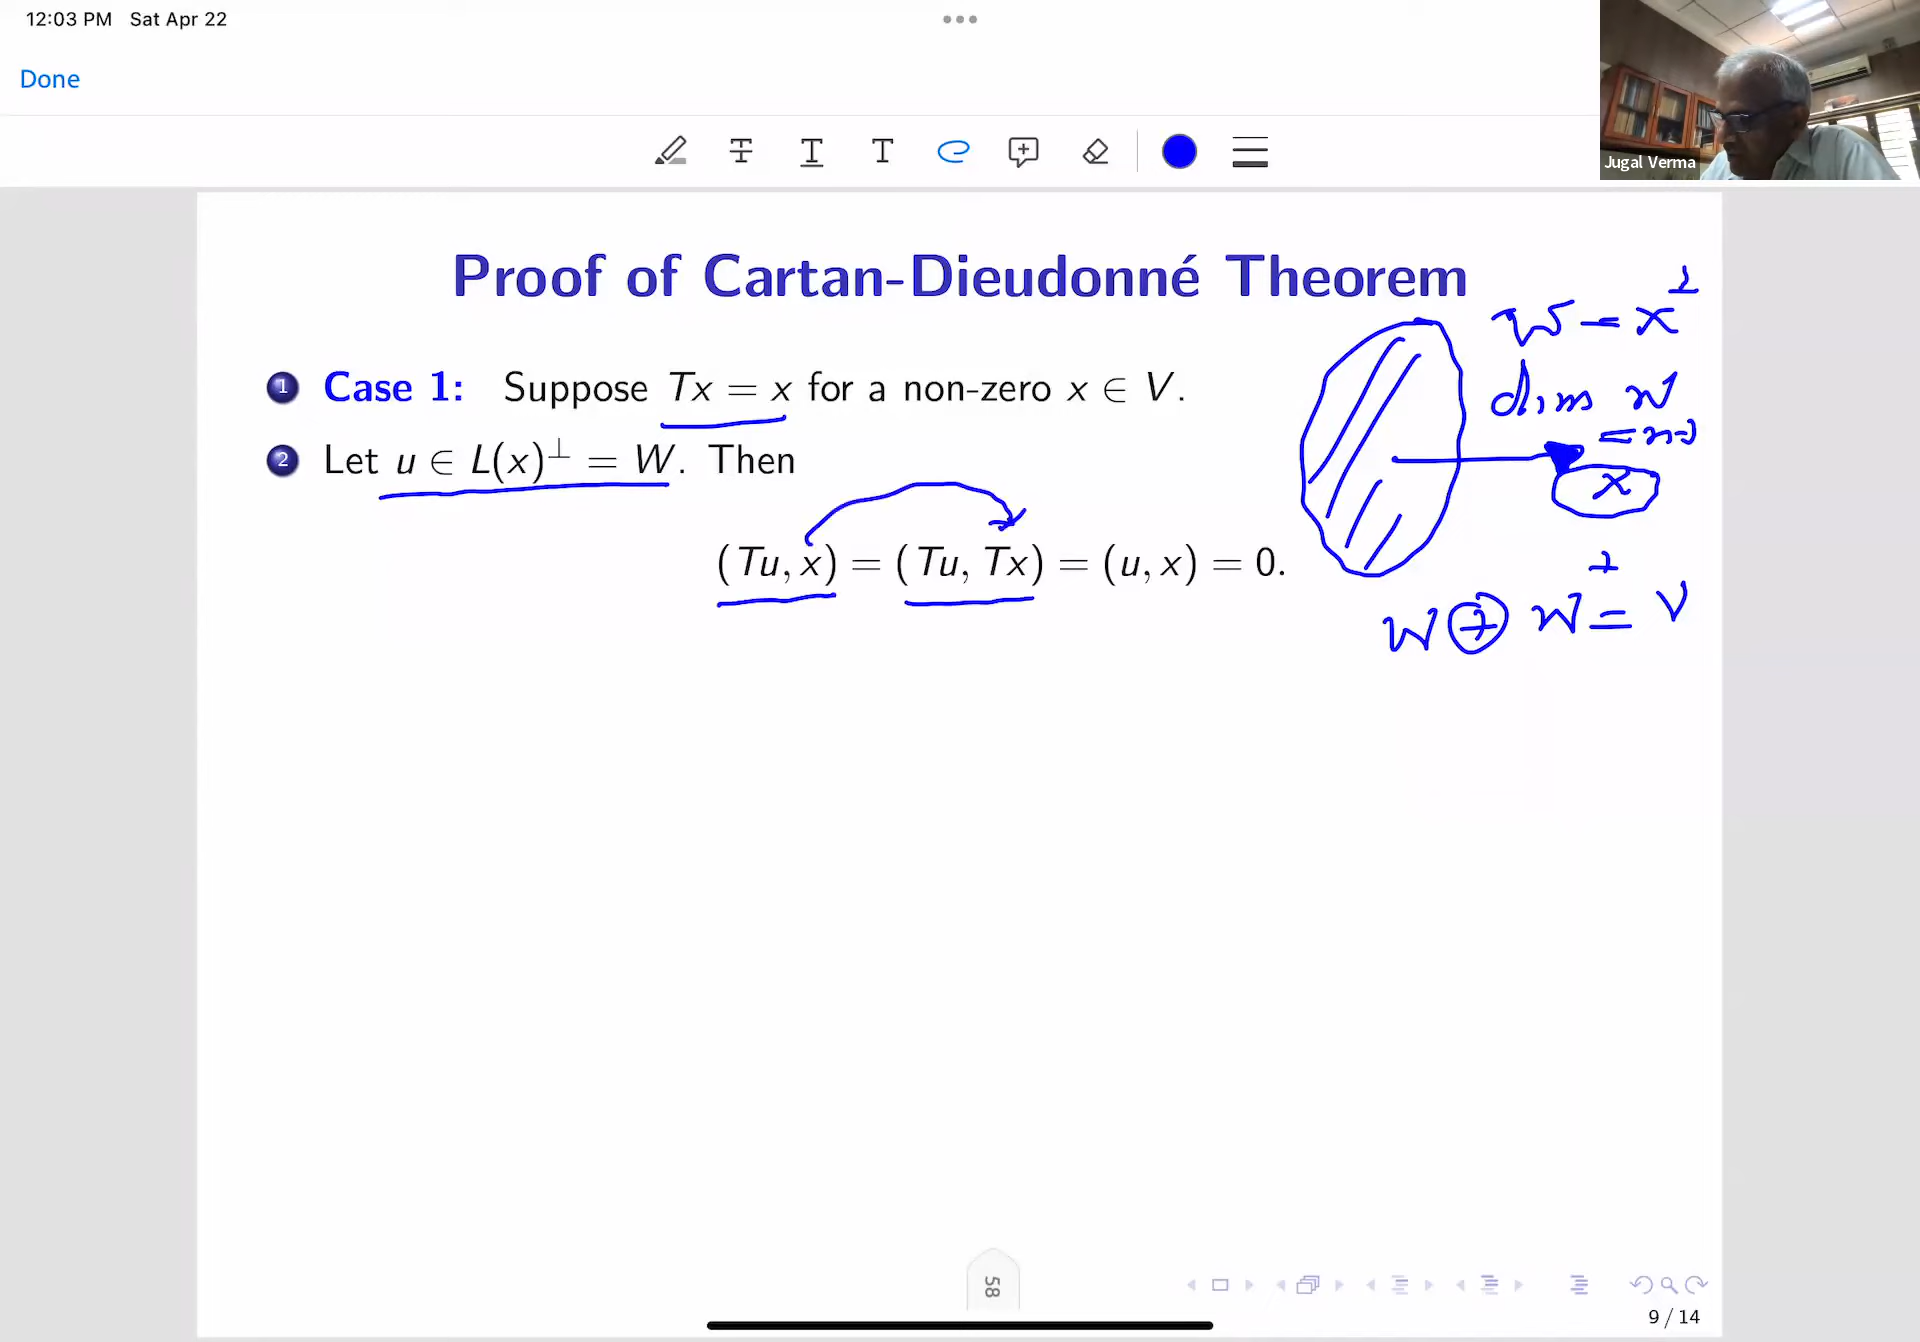 12:03 PM Sat Apr 22
Done
Jugal Verma
Proof of Cartan-Dieudonné Theorem
W = x⊥
1 Case 1: Suppose Tx = x for a non-zero x ∈ V.
dim W
= n-1
2 Let u ∈ L(x)⊥ = W. Then
x
(Tu, x) = (Tu, Tx) = (u, x) = 0.
W ⊕ W⊥ = V
58
9 / 14